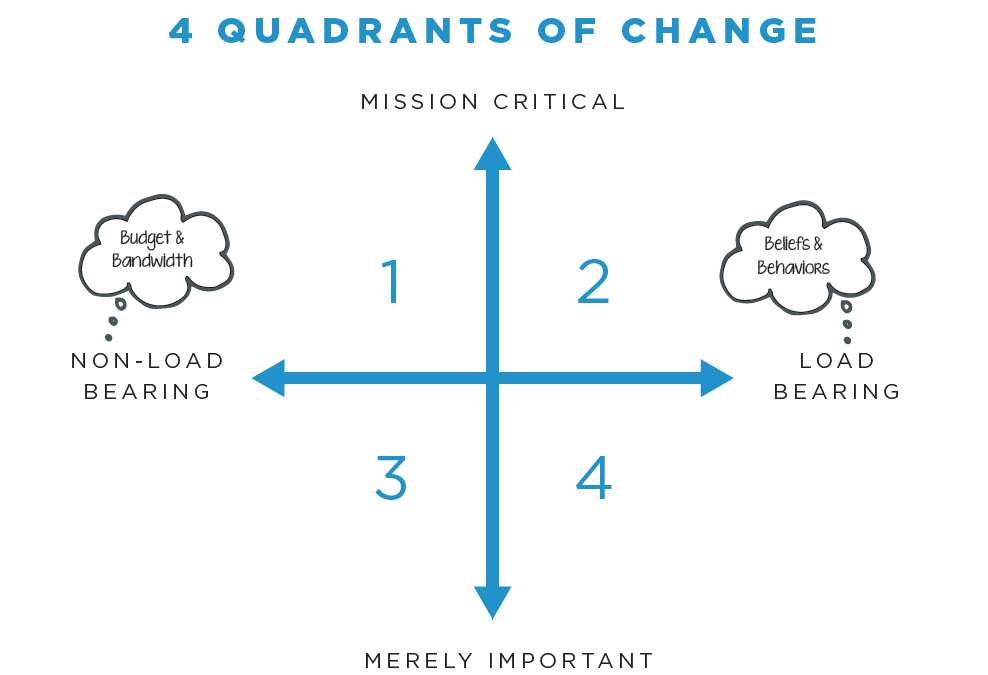 4 QUADRANTS OF CHANGE
MISSION CRITICAL
Budget &
Bandwidth
Beliefs &
Behaviors
1
2
NON-LOAD
BEARING
LOAD
BEARING
3
4
MERELY IMPORTANT